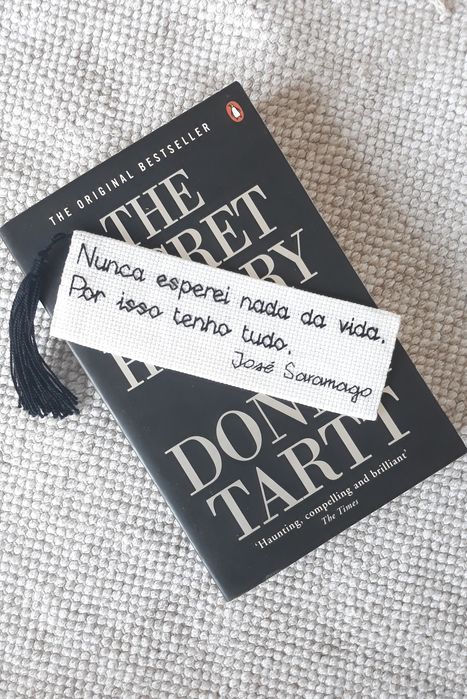 THE ORIGINAL BESTSELLER
THE
Nunca esperei nada da vida.
Por isso tenho tudo.
José Saramago
DONN
TARTT
'Haunting, compelling and brilliant'
The Times